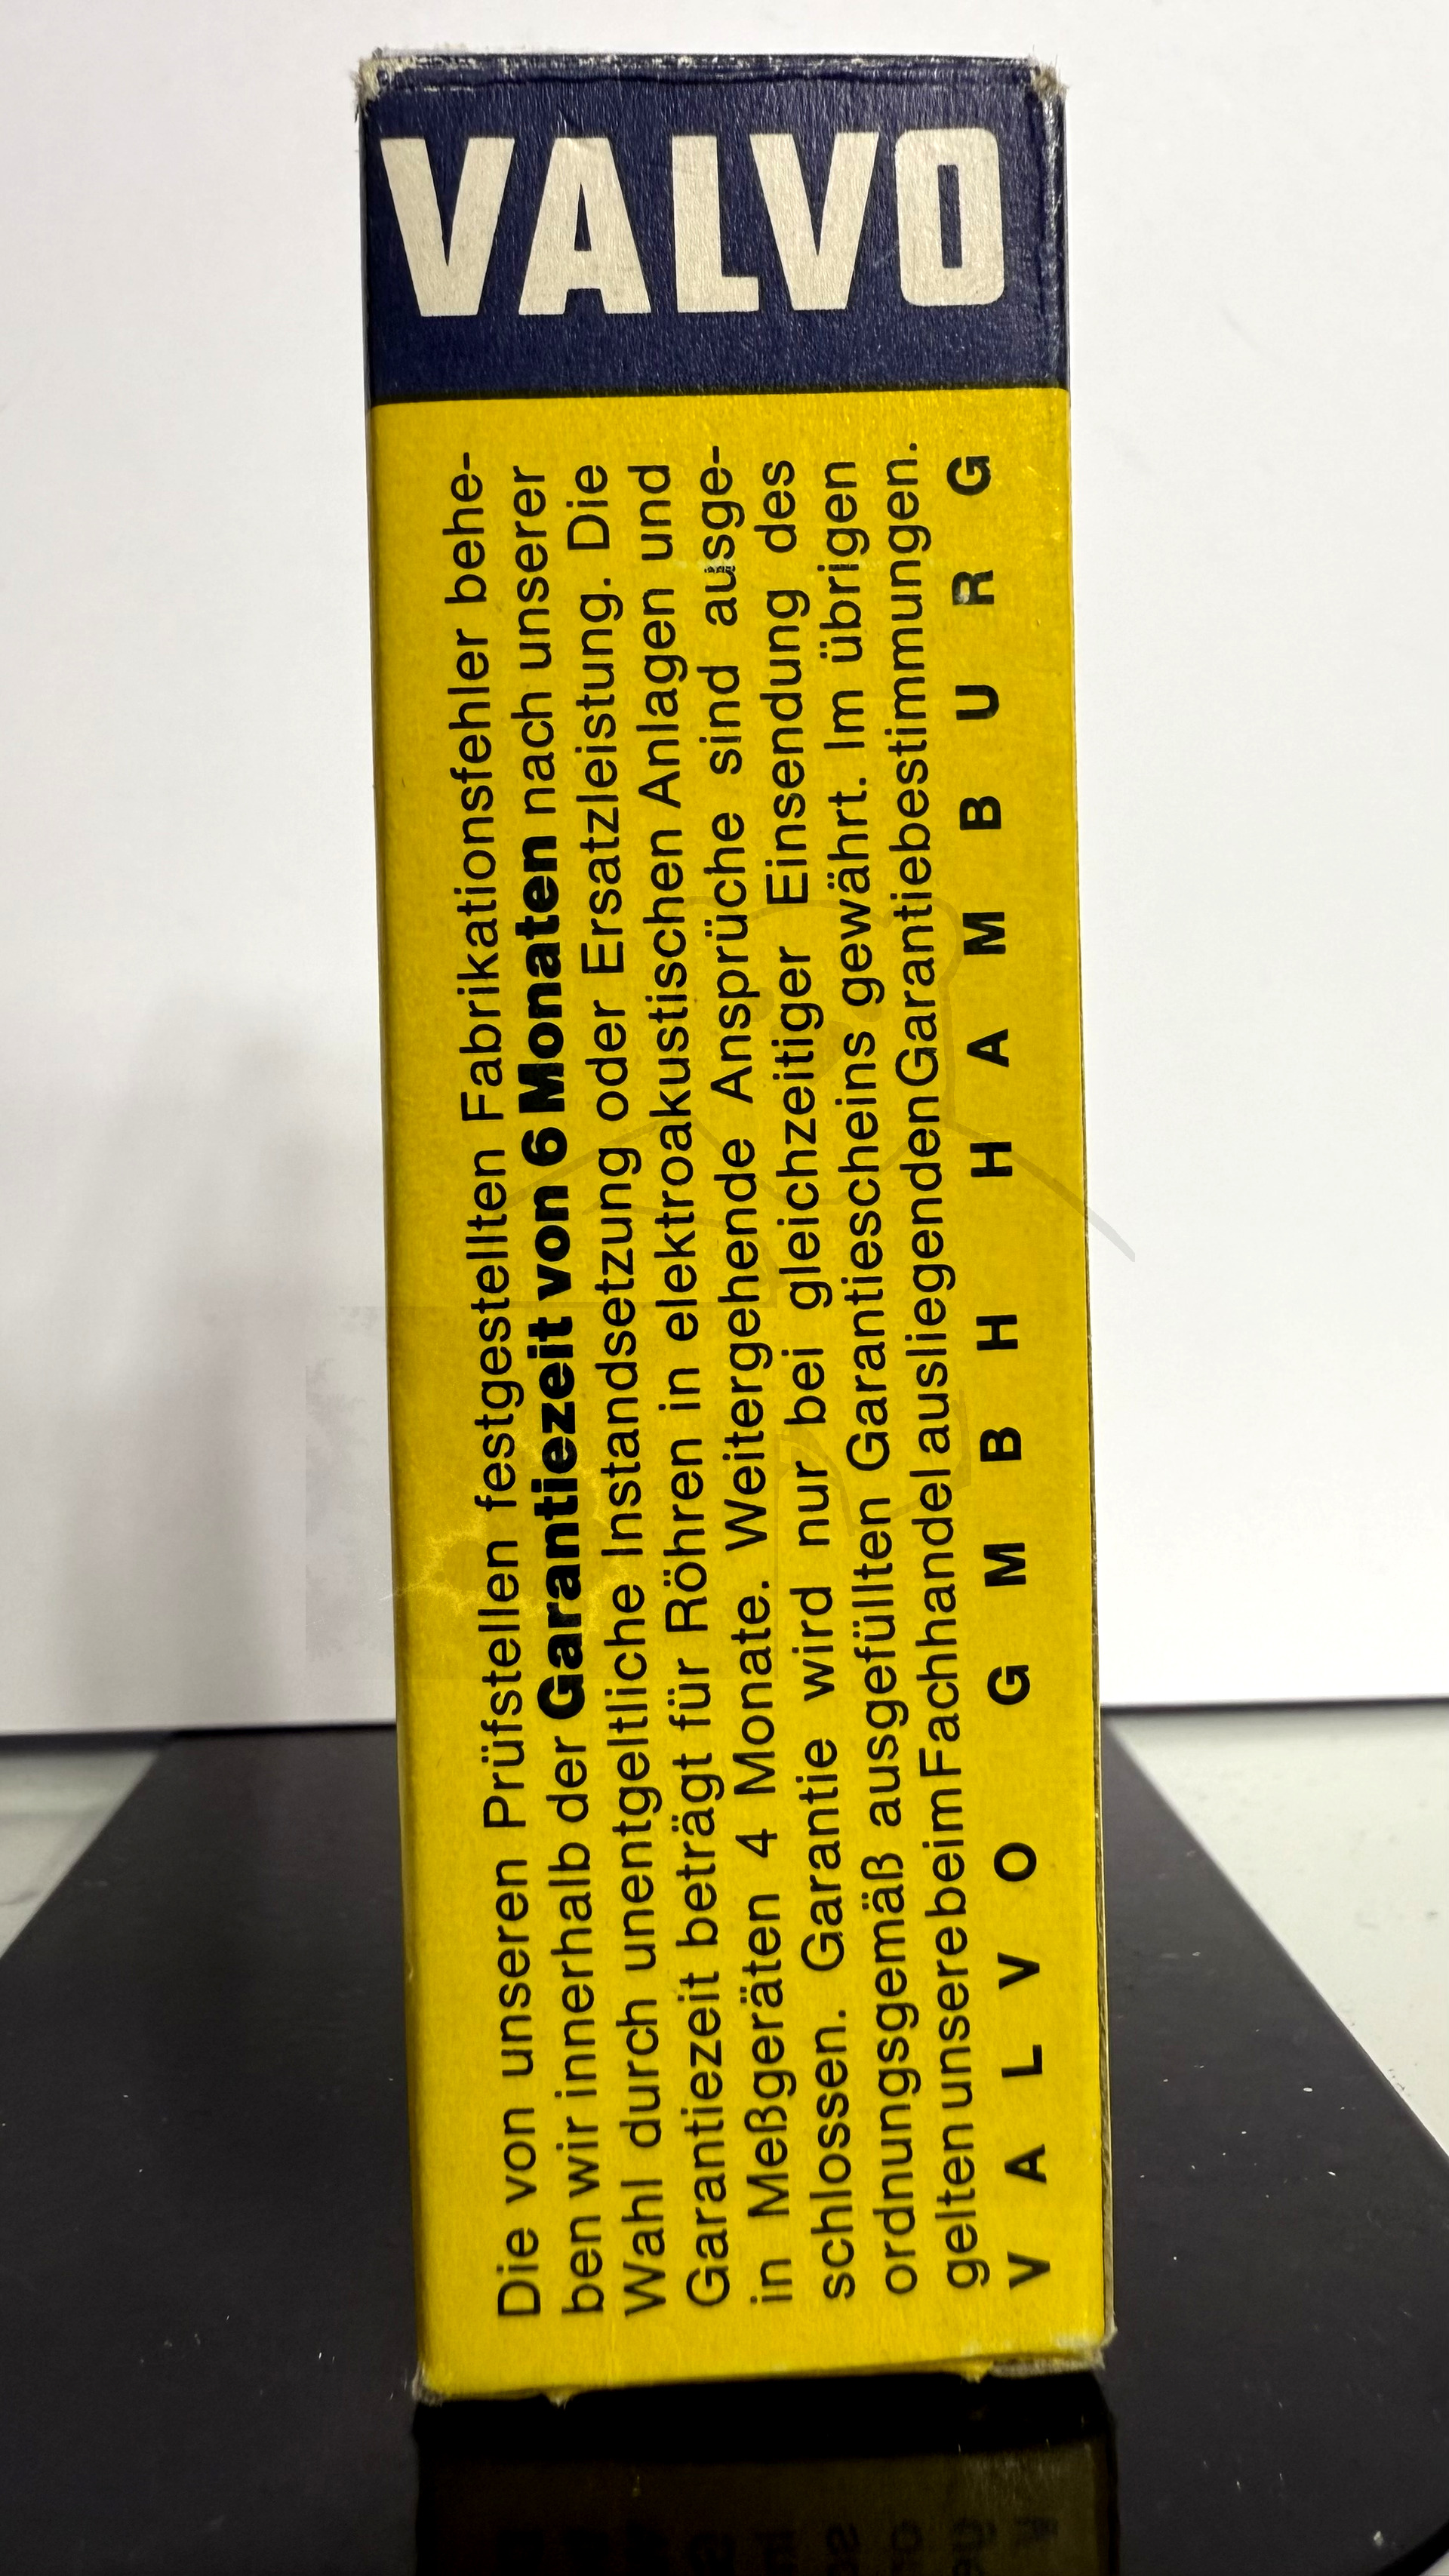 VALVO
Die von unseren Prüfstellen festgestellten Fabrikationsfehler behe-
ben wir innerhalb der Garantiezeit von 6 Monaten nach unserer
Wahl durch unentgeltliche Instandsetzung oder Ersatzleistung. Die
Garantiezeit beträgt für Röhren in elektroakustischen Anlagen und
in Meßgeräten 4 Monate. Weitergehende Ansprüche sind ausge-
schlossen. Garantie wird nur bei gleichzeitiger Einsendung des
ordnungsgemäß ausgefüllten Garantiescheins gewährt. Im übrigen
gelten unsere beim Fachhandel ausliegenden Garantiebestimmungen.
VALVO GMBH HAMBURG